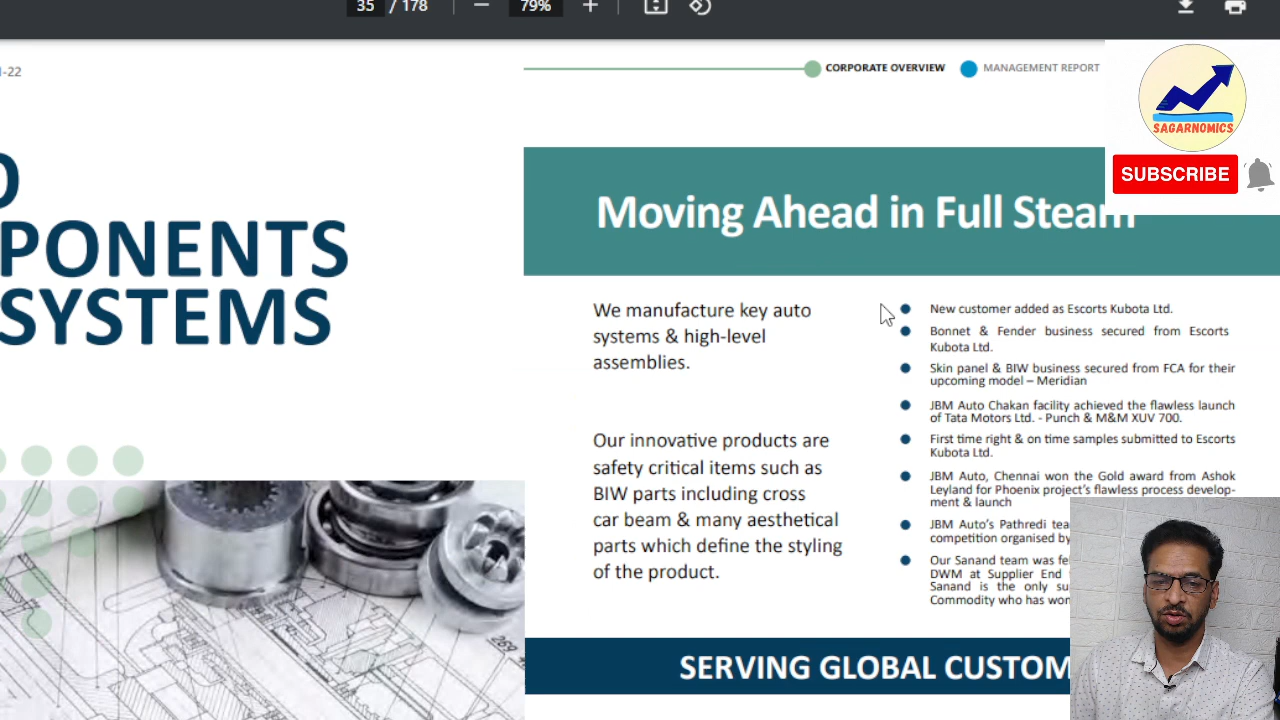 35 / 178
79%
1-22
CORPORATE OVERVIEW
MANAGEMENT REPORT
SAGARNOMICS
SUBSCRIBE
PONENTS
SYSTEMS
Moving Ahead in Full Steam
We manufacture key auto
systems & high-level
assemblies.
Our innovative products are
safety critical items such as
BIW parts including cross
car beam & many aesthetical
parts which define the styling
of the product.
New customer added as Escorts Kubota Ltd.
Bonnet & Fender business secured from Escorts
Kubota Ltd.
Skin panel & BIW business secured from FCA for their
upcoming model – Meridian
JBM Auto Chakan facility achieved the flawless launch
of Tata Motors Ltd. - Punch & M&M XUV 700.
First time right & on time samples submitted to Escorts
Kubota Ltd.
JBM Auto, Chennai won the Gold award from Ashok
Leyland for Phoenix project's flawless process develop-
ment & launch
JBM Auto's Pathredi tea
competition organised by
Our Sanand team was fe
DWM at Supplier End
Sanand is the only su
Commodity who has won
SERVING GLOBAL CUSTOM
269